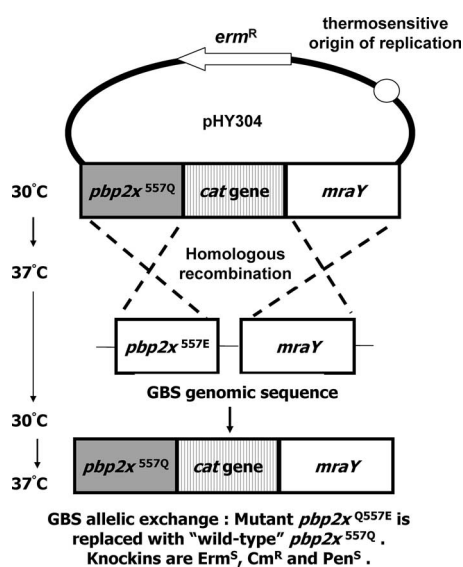 thermosensitive
origin of replication
ermR
pHY304
30°C
pbp2x 557Q cat gene mraY
37°C
Homologous
recombination
pbp2x 557E mraY
GBS genomic sequence
30°C
pbp2x 557Q cat gene mraY
37°C
GBS allelic exchange : Mutant pbp2x Q557E is
replaced with “wild-type” pbp2x 557Q .
Knockins are ErmS, CmR and PenS .